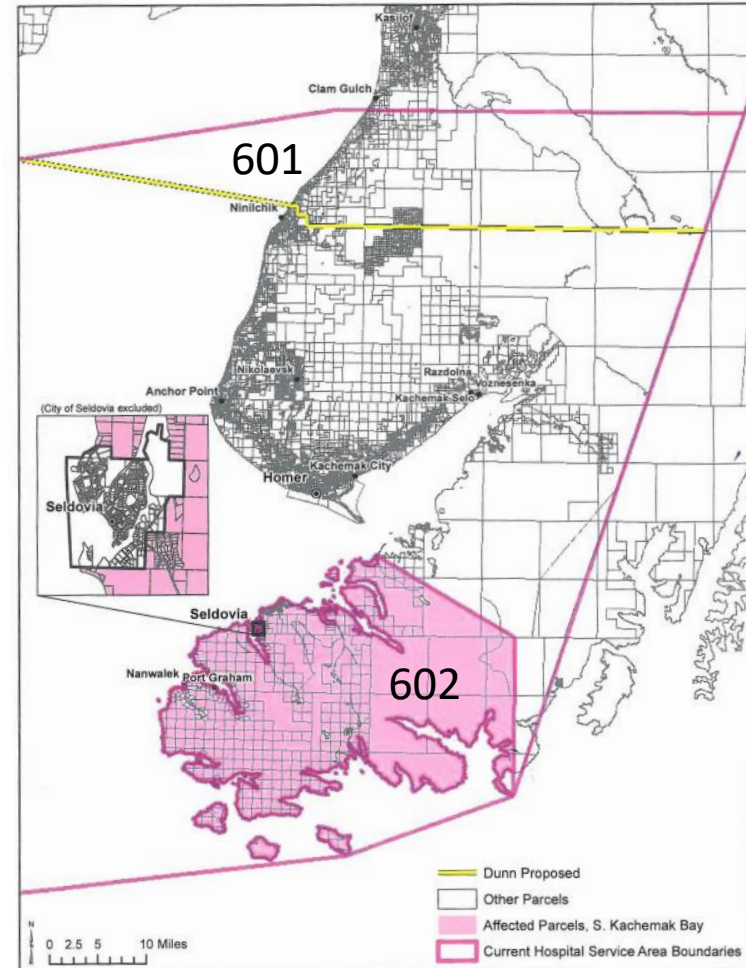 Kasilof
Clam Gulch
601
Ninilchik
Nikolaevsk
Razdolna
Voznesenka
Anchor Point
Kachemak Selo
(City of Seldovia excluded)
Kachemak City
Homer
Seldovia
Seldovia
Nanwalek Port Graham
602
Dunn Proposed
Other Parcels
Affected Parcels, S. Kachemak Bay
Current Hospital Service Area Boundaries
N
0 2.5 5 10 Miles